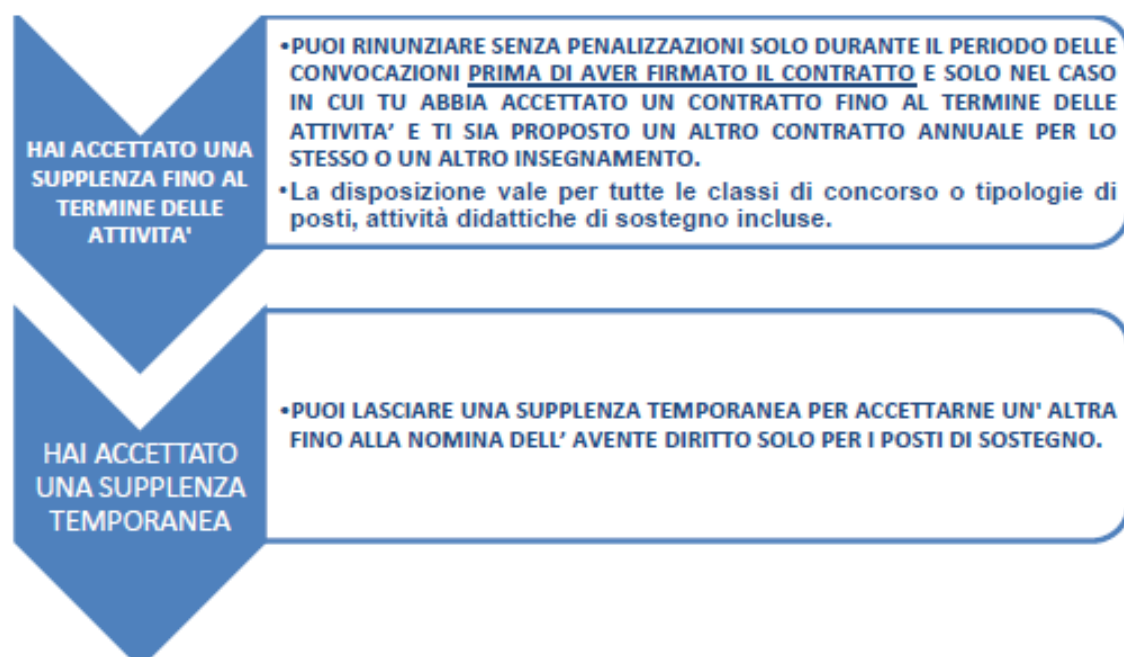 HAI ACCETTATO UNA
SUPPLENZA FINO AL
TERMINE DELLE
ATTIVITA'
•PUOI RINUNZIARE SENZA PENALIZZAZIONI SOLO DURANTE IL PERIODO DELLE
CONVOCAZIONI PRIMA DI AVER FIRMATO IL CONTRATTO E SOLO NEL CASO
IN CUI TU ABBIA ACCETTATO UN CONTRATTO FINO AL TERMINE DELLE
ATTIVITA’ E TI SIA PROPOSTO UN ALTRO CONTRATTO ANNUALE PER LO
STESSO O UN ALTRO INSEGNAMENTO.
•La disposizione vale per tutte le classi di concorso o tipologie di
posti, attività didattiche di sostegno incluse.
HAI ACCETTATO
UNA SUPPLENZA
TEMPORANEA
•PUOI LASCIARE UNA SUPPLENZA TEMPORANEA PER ACCETTARNE UN' ALTRA
FINO ALLA NOMINA DELL’ AVENTE DIRITTO SOLO PER I POSTI DI SOSTEGNO.